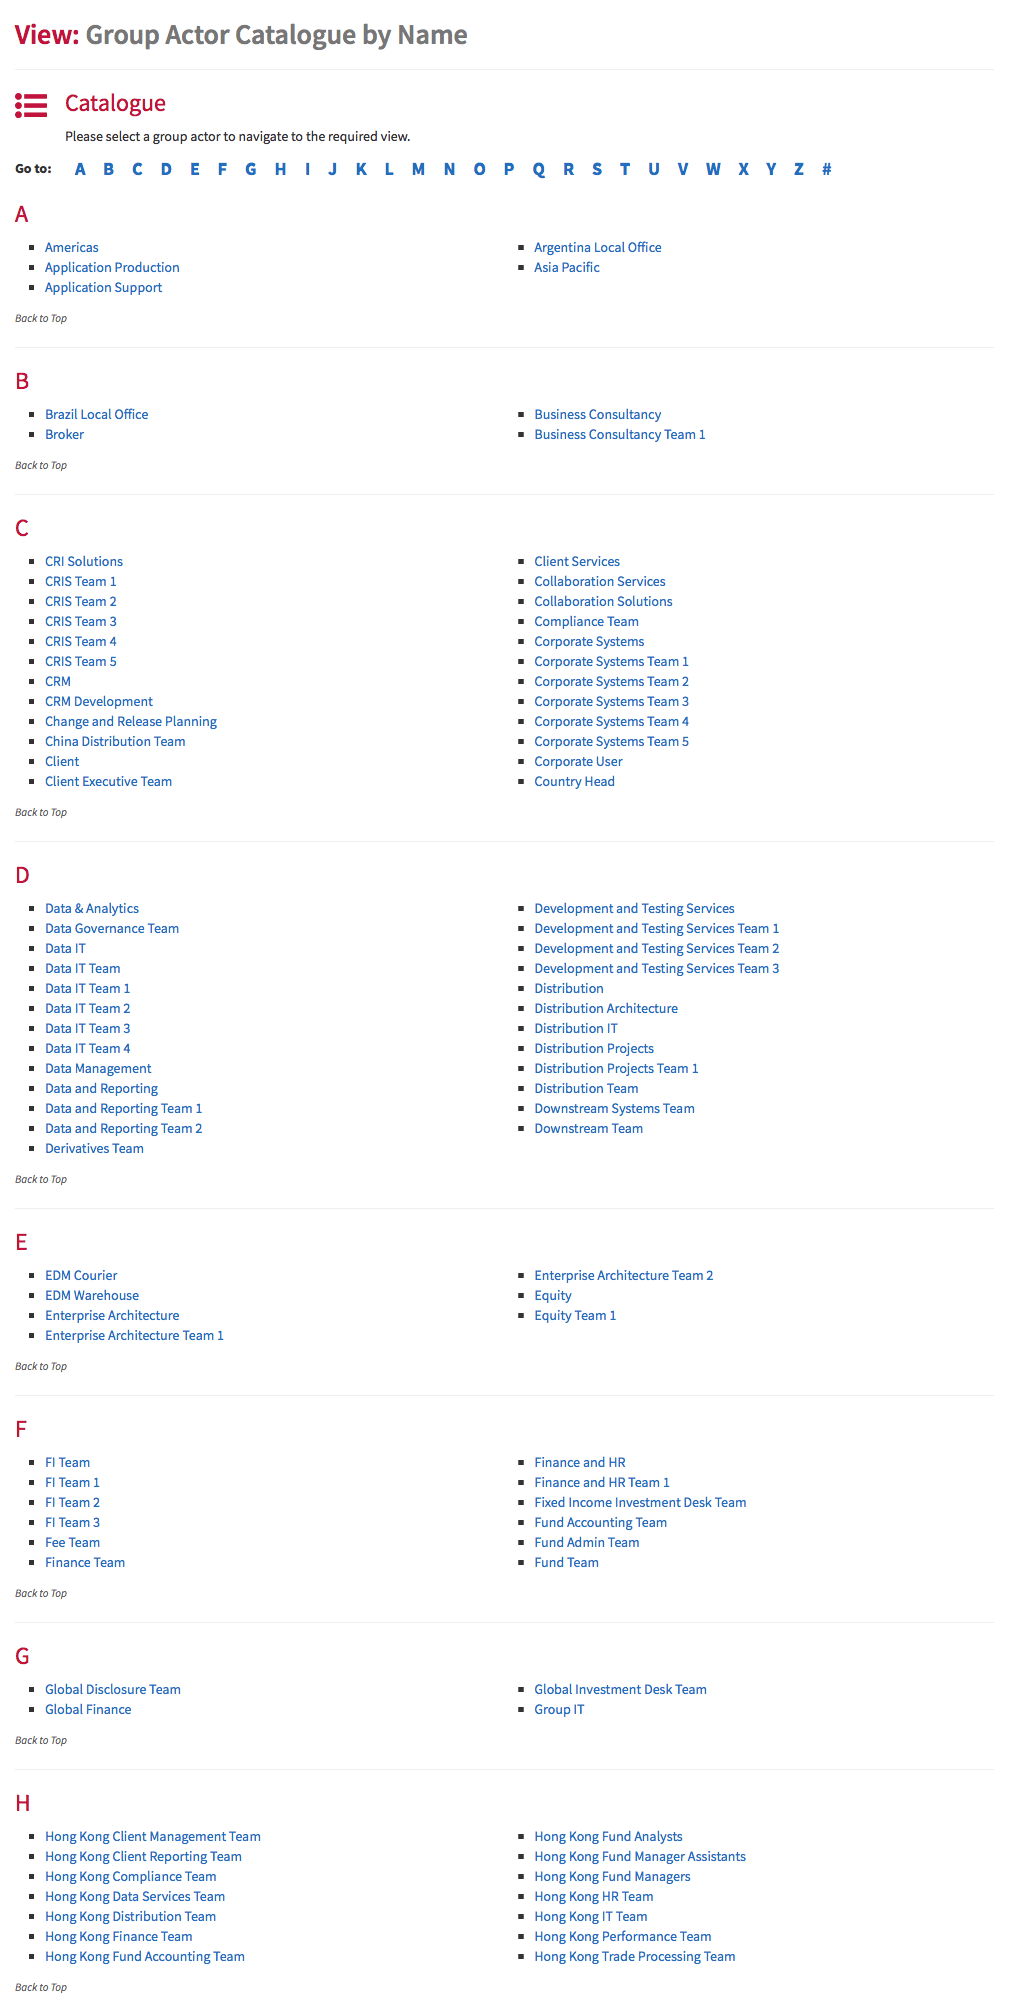 View: Group Actor Catalogue by Name
Catalogue
Please select a group actor to navigate to the required view.
Go to: A B C D E F G H I J K L M N O P Q R S T U V W X Y Z #
A
Americas
Application Production
Application Support
Argentina Local Office
Asia Pacific
Back to Top
B
Brazil Local Office
Broker
Business Consultancy
Business Consultancy Team 1
Back to Top
C
CRI Solutions
CRIS Team 1
CRIS Team 2
CRIS Team 3
CRIS Team 4
CRIS Team 5
CRM
CRM Development
Change and Release Planning
China Distribution Team
Client
Client Executive Team
Client Services
Collaboration Services
Collaboration Solutions
Compliance Team
Corporate Systems
Corporate Systems Team 1
Corporate Systems Team 2
Corporate Systems Team 3
Corporate Systems Team 4
Corporate Systems Team 5
Corporate User
Country Head
Back to Top
D
Data & Analytics
Data Governance Team
Data IT
Data IT Team
Data IT Team 1
Data IT Team 2
Data IT Team 3
Data IT Team 4
Data Management
Data and Reporting
Data and Reporting Team 1
Data and Reporting Team 2
Derivatives Team
Development and Testing Services
Development and Testing Services Team 1
Development and Testing Services Team 2
Development and Testing Services Team 3
Distribution
Distribution Architecture
Distribution IT
Distribution Projects
Distribution Projects Team 1
Distribution Team
Downstream Systems Team
Downstream Team
Back to Top
E
EDM Courier
EDM Warehouse
Enterprise Architecture
Enterprise Architecture Team 1
Enterprise Architecture Team 2
Equity
Equity Team 1
Back to Top
F
FI Team
FI Team 1
FI Team 2
FI Team 3
Fee Team
Finance Team
Finance and HR
Finance and HR Team 1
Fixed Income Investment Desk Team
Fund Accounting Team
Fund Admin Team
Fund Team
Back to Top
G
Global Disclosure Team
Global Finance
Global Investment Desk Team
Group IT
Back to Top
H
Hong Kong Client Management Team
Hong Kong Client Reporting Team
Hong Kong Compliance Team
Hong Kong Data Services Team
Hong Kong Distribution Team
Hong Kong Finance Team
Hong Kong Fund Accounting Team
Hong Kong Fund Analysts
Hong Kong Fund Manager Assistants
Hong Kong Fund Managers
Hong Kong HR Team
Hong Kong IT Team
Hong Kong Performance Team
Hong Kong Trade Processing Team
Back to Top